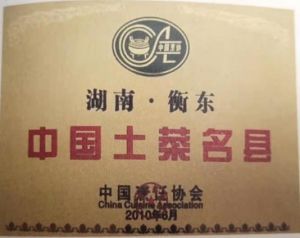 湖南·衡东
中国土菜名县
中国烹饪协会
China Cuisine Association
2010年6月